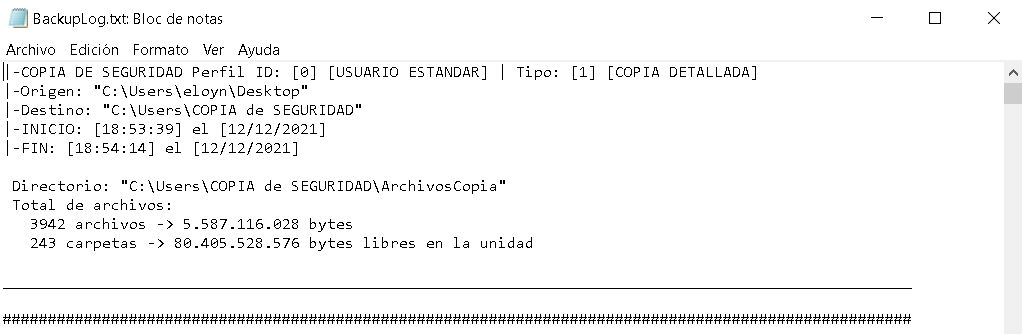 BackupLog.txt: Bloc de notas
Archivo Edición Formato Ver Ayuda
|-COPIA DE SEGURIDAD Perfil ID: [0] [USUARIO ESTANDAR] | Tipo: [1] [COPIA DETALLADA]
|-Origen: "C:\Users\eloyn\Desktop"
|-Destino: "C:\Users\COPIA de SEGURIDAD"
|-INICIO: [18:53:39] el [12/12/2021]
|-FIN: [18:54:14] el [12/12/2021]
Directorio: "C:\Users\COPIA de SEGURIDAD\ArchivosCopia"
Total de archivos:
3942 archivos -> 5.587.116.028 bytes
243 carpetas -> 80.405.528.576 bytes libres en la unidad
_____________________________________________________________________________________________________
#####################################################################################################